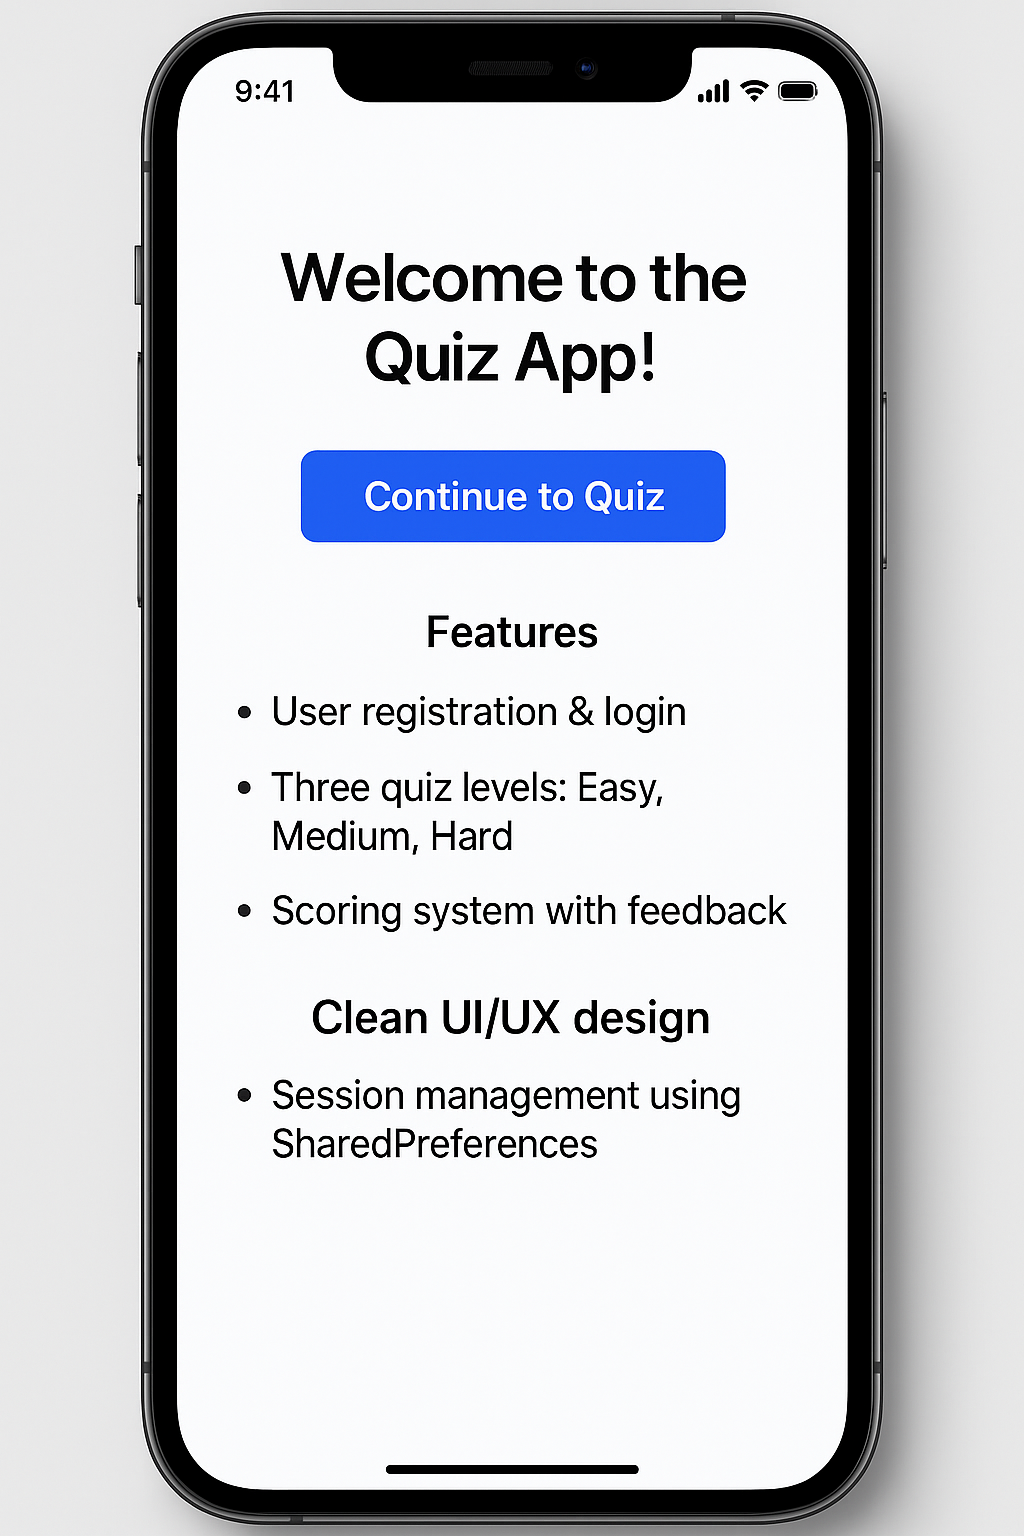 9:41
Welcome to the
Quiz App!
Continue to Quiz
Features
• User registration & login
• Three quiz levels: Easy,
Medium, Hard
• Scoring system with feedback
Clean UI/UX design
• Session management using
SharedPreferences